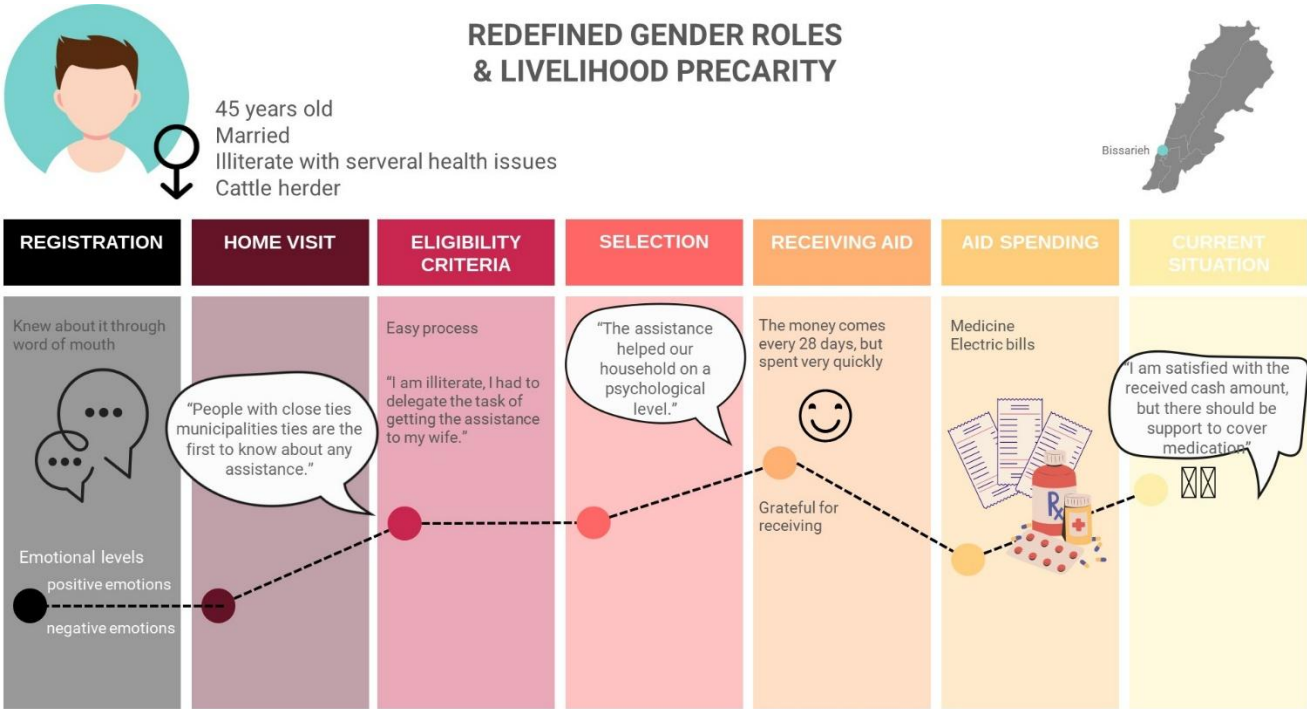 REDEFINED GENDER ROLES
& LIVELIHOOD PRECARITY
45 years old
Married
Illiterate with serveral health issues
Cattle herder
Bissarieh
REGISTRATION
HOME VISIT
ELIGIBILITY
CRITERIA
SELECTION
RECEIVING AID
AID SPENDING
CURRENT
SITUATION
Knew about it through
word of mouth
"People with close ties
municipalities ties are the
first to know about any
assistance."
Easy process
"I am illiterate, I had to
delegate the task of
getting the assistance
to my wife."
"The assistance
helped our
household on a
psychological
level."
The money comes
every 28 days, but
spent very quickly
Grateful for
receiving
Medicine
Electric bills
Rx
"I am satisfied with the
received cash amount,
but there should be
support to cover
medication"
Emotional levels
positive emotions
negative emotions